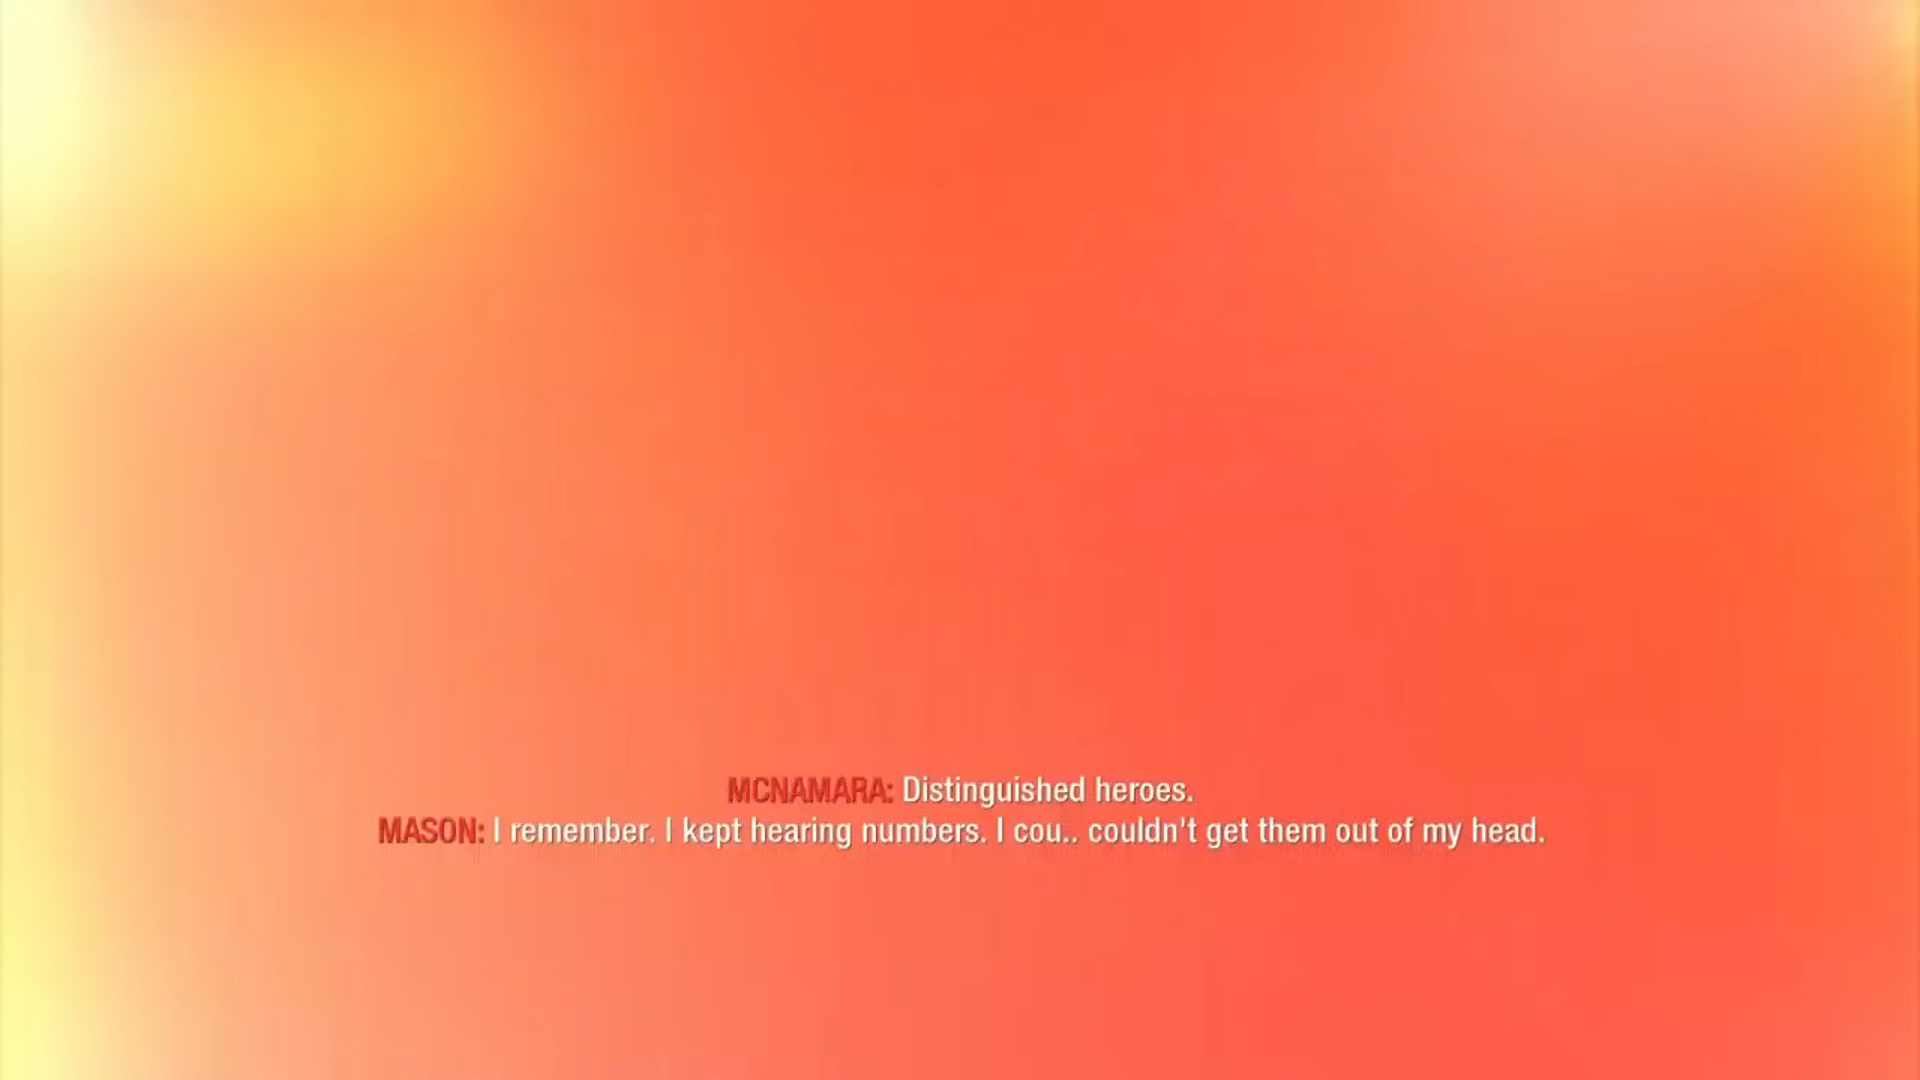 MCNAMARA: Distinguished heroes.
MASON: I remember. I kept hearing numbers. I cou.. couldn't get them out of my head.